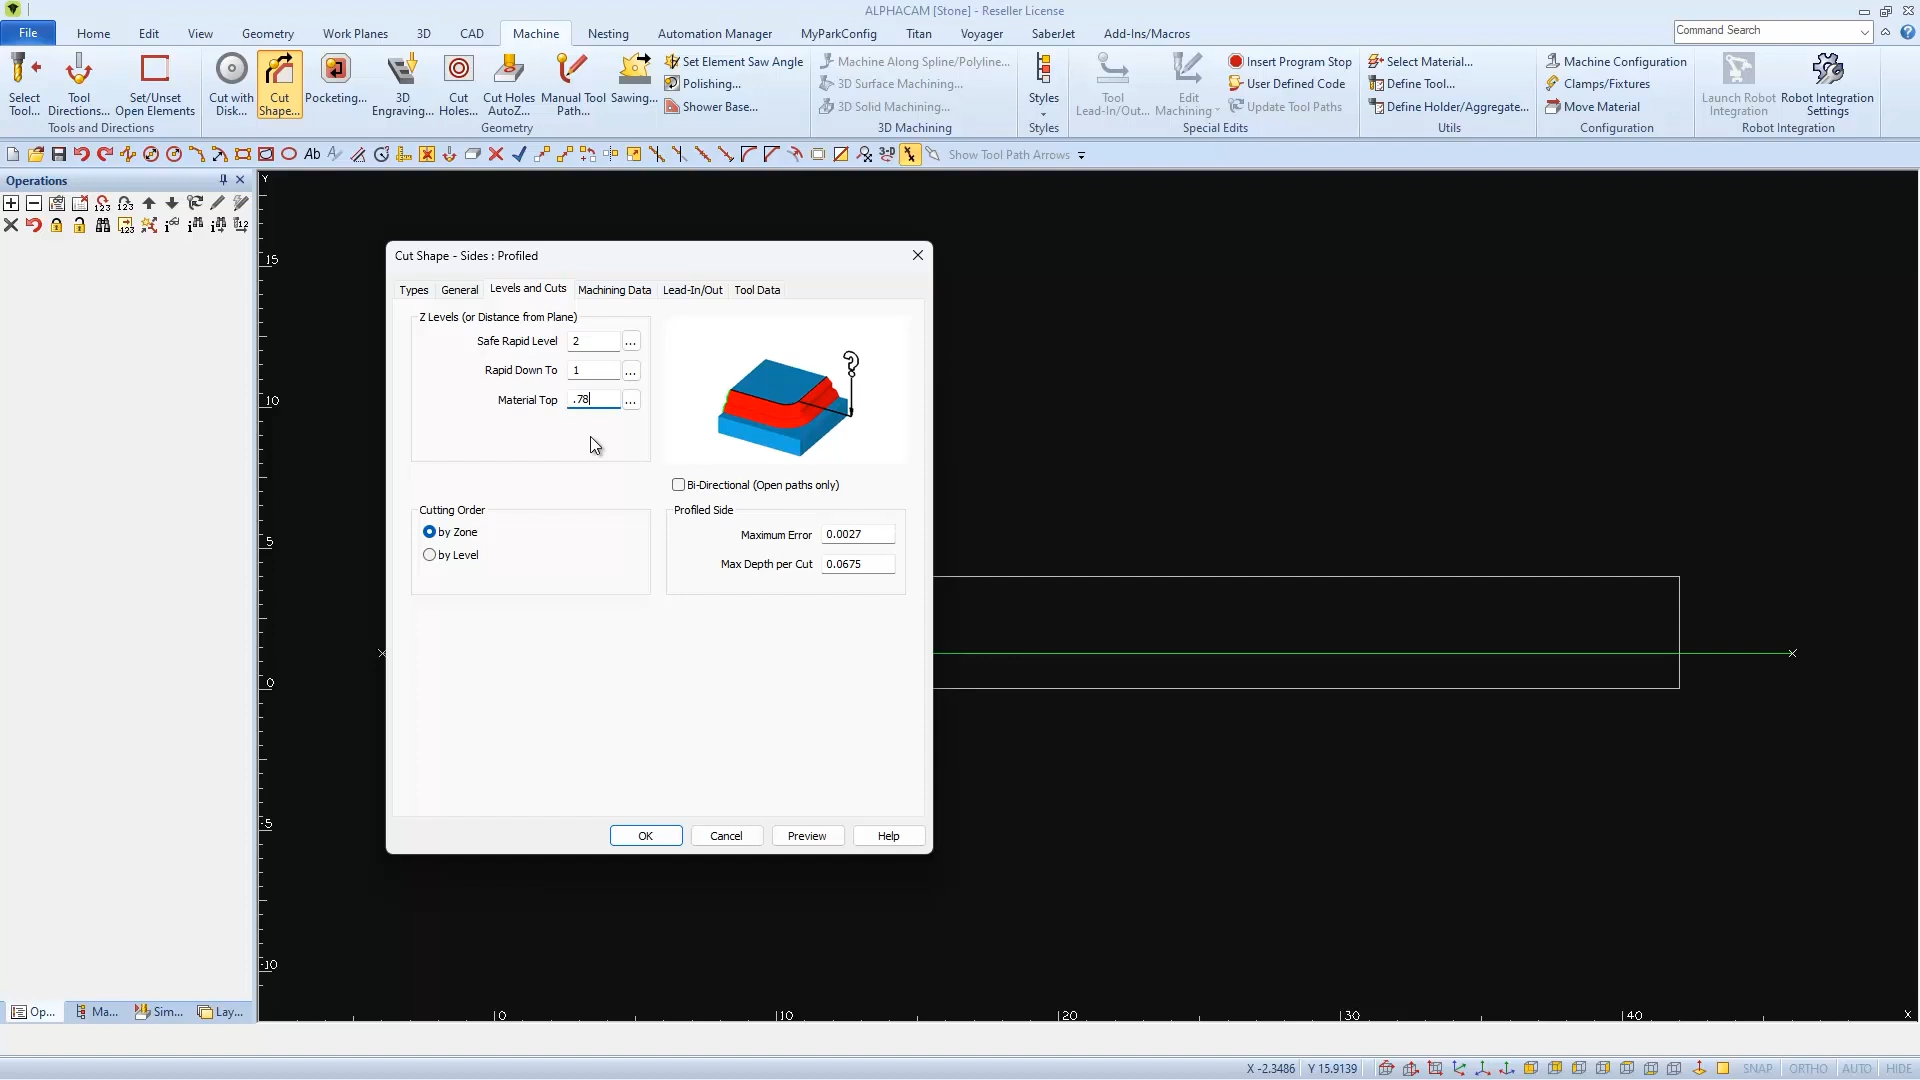 ALPHACAM [Stone] - Reseller License
File Home Edit View Geometry Work Planes 3D CAD Machine Nesting Automation Manager MyParkConfig Titan Voyager SaberJet Add-Ins/Macros Command Search
Select Tool...
Tool Directions...
Set/Unset Open Elements
Tools and Directions
Cut with Disk...
Cut Shape...
Pocketing...
3D Engraving...
Cut Holes...
Cut Holes AutoZ...
Manual Tool Path...
Sawing...
Set Element Saw Angle
Polishing...
Shower Base...
Geometry
Machine Along Spline/Polyline...
3D Surface Machining...
3D Solid Machining...
3D Machining
Styles
Styles
Tool Lead-In/Out...
Edit Machining
Insert Program Stop
User Defined Code
Update Tool Paths
Special Edits
Select Material...
Define Tool...
Define Holder/Aggregate...
Utils
Machine Configuration
Clamps/Fixtures
Move Material
Configuration
Launch Robot Integration
Robot Integration Settings
Robot Integration
Ab 3-D Show Tool Path Arrows
Operations
123 123
123 12
Y
15
10
5
0
-5
-10
0 10 20 30 40 X
Cut Shape - Sides : Profiled
Types General Levels and Cuts Machining Data Lead-In/Out Tool Data
Z Levels (or Distance from Plane)
Safe Rapid Level 2 ...
Rapid Down To 1 ...
Material Top .78 ...
?
Bi-Directional (Open paths only)
Cutting Order
by Zone
by Level
Profiled Side
Maximum Error 0.0027
Max Depth per Cut 0.0675
OK Cancel Preview Help
Op... Ma... Sim... Lay...
X -2.3486 Y 15.9139 SNAP ORTHO AUTO HIDE